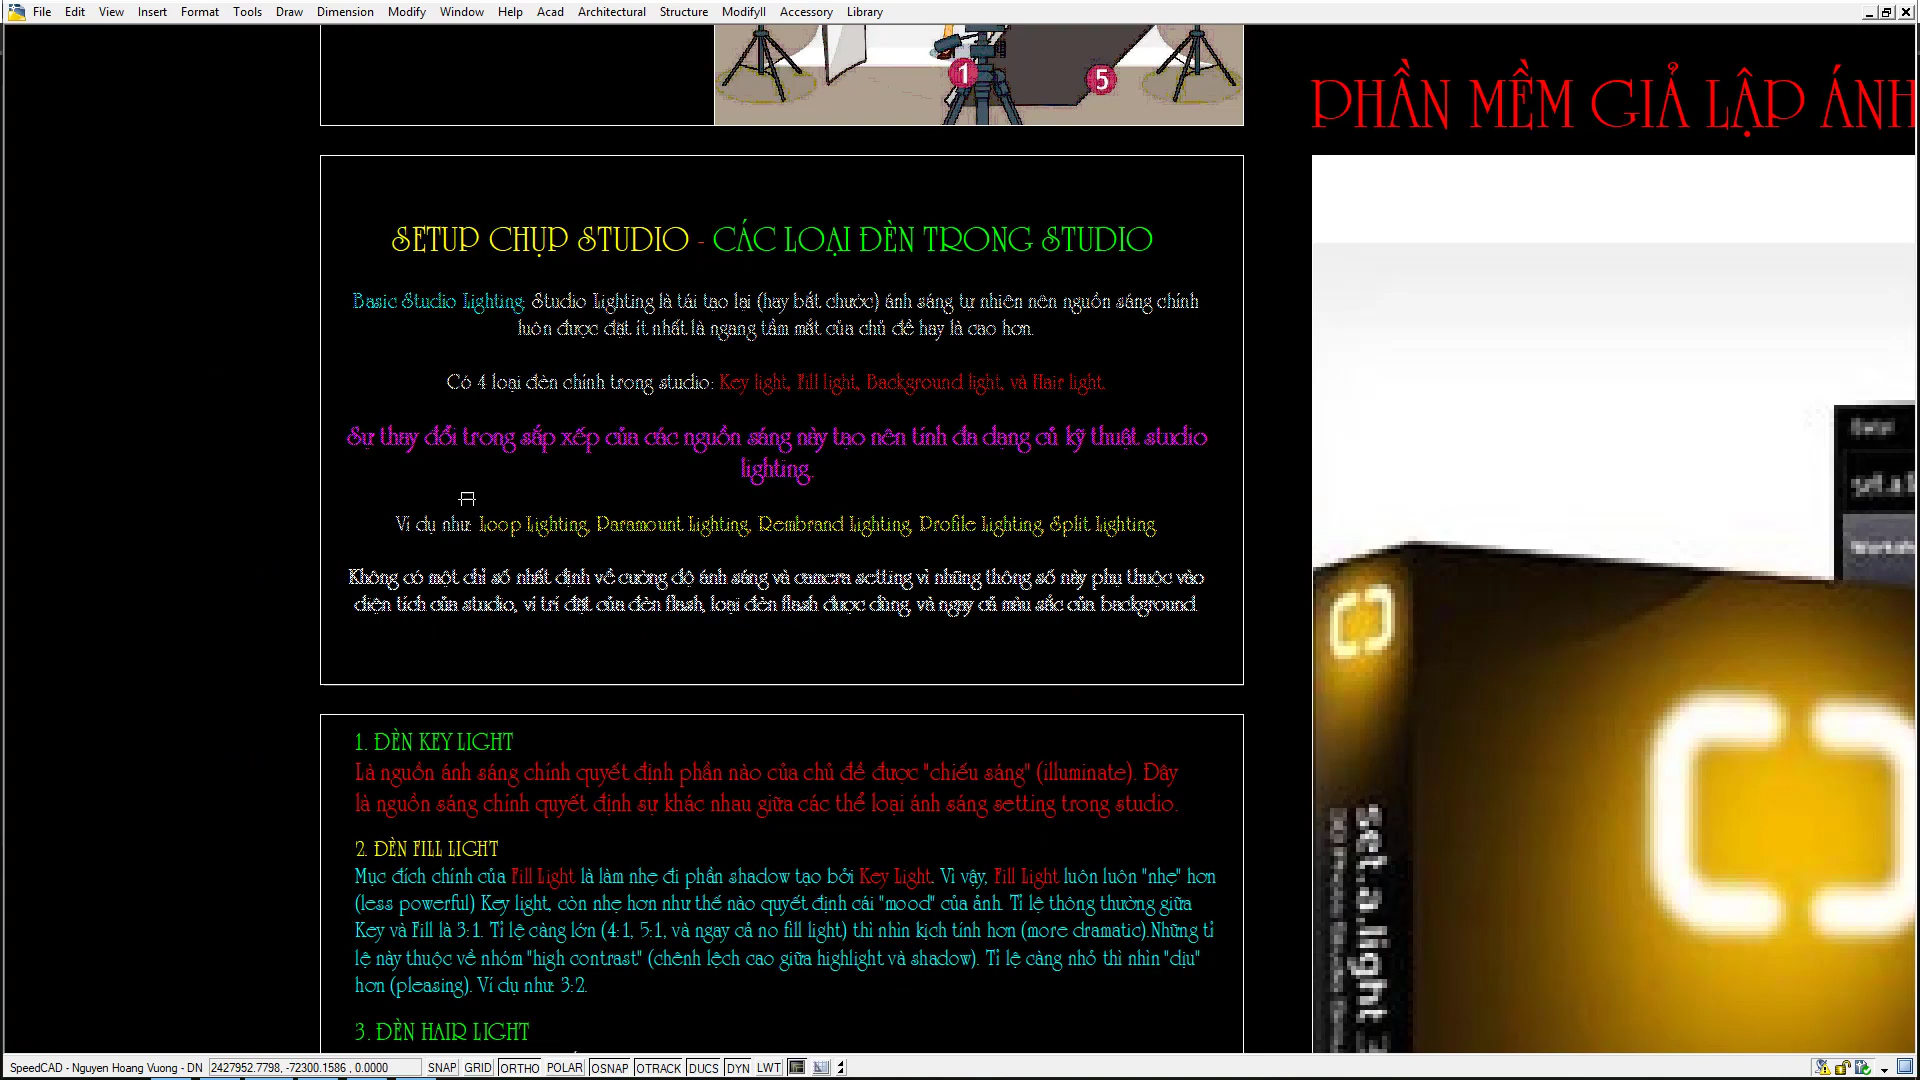 File Edit View Insert Format Tools Draw Dimension Modify Window Help Acad Architectural Structure ModifyII Accessory Library
1
5
PHẦN MỀM GIẢ LẬP ÁNH
SETUP CHỤP STUDIO - CÁC LOẠI ĐÈN TRONG STUDIO
Basic Studio Lighting: Studio Lighting là tái tạo lại (hay bắt chước) ánh sáng tự nhiên nên nguồn sáng chính
luôn được đặt ít nhất là ngang tầm mắt của chủ đề hay là cao hơn.
Có 4 loại đèn chính trong studio: Key light, Fill light, Background light, và Hair light.
Sự thay đổi trong sắp xếp của các nguồn sáng này tạo nên tính đa dạng củ kỹ thuật studio
lighting.
Ví dụ như: Loop Lighting, Paramount Lighting, Rembrand Lighting, Profile Lighting, Split Lighting
Không có một chỉ số nhất định về cường độ ánh sáng và camera setting vì những thông số này phụ thuộc vào
diện tích của studio, vị trí đặt của đèn flash, loại đèn flash được dùng, và ngay cả màu sắc của background.
1. ĐÈN KEY LIGHT
Là nguồn ánh sáng chính quyết định phần nào của chủ đề được "chiếu sáng" (illuminate). Đây
là nguồn sáng chính quyết định sự khác nhau giữa các thể loại ánh sáng setting trong studio.
2. ĐÈN FILL LIGHT
Mục đích chính của Fill Light là làm nhẹ đi phần shadow tạo bởi Key Light. Vì vậy, Fill Light luôn luôn "nhẹ" hơn
(less powerful) Key light, còn nhẹ hơn như thế nào quyết định cái "mood" của ảnh. Tỉ lệ thông thường giữa
Key và Fill là 3:1. Tỉ lệ càng lớn (4:1, 5:1, và ngay cả no fill light) thì nhìn kịch tính hơn (more dramatic).Những tỉ
lệ này thuộc về nhóm "high contrast" (chênh lệch cao giữa highlight và shadow). Tỉ lệ càng nhỏ thì nhìn "dịu"
hơn (pleasing). Ví dụ như: 3:2.
3. ĐÈN HAIR LIGHT
set.a.light 3
SpeedCAD - Nguyen Hoang Vuong - DN 2427952.7798, -72300.1586 , 0.0000 SNAP GRID ORTHO POLAR OSNAP OTRACK DUCS DYN LWT